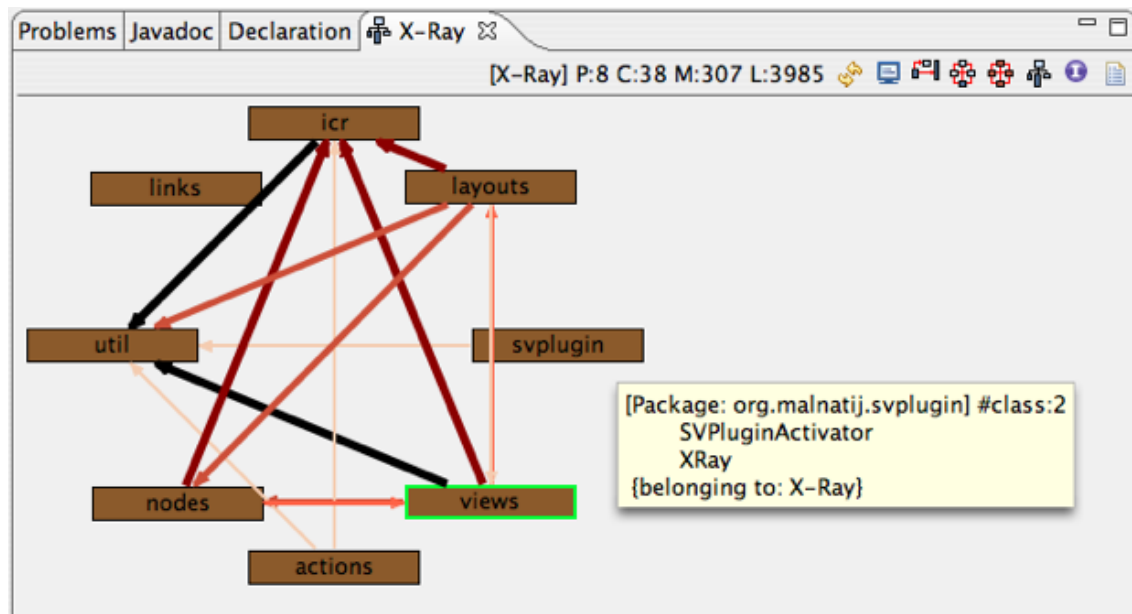 Problems Javadoc Declaration X-Ray
[X-Ray] P:8 C:38 M:307 L:3985
icr
links
layouts
util
svplugin
[Package: org.malnatij.svplugin] #class:2
SVPluginActivator
XRay
{belonging to: X-Ray}
nodes
views
actions